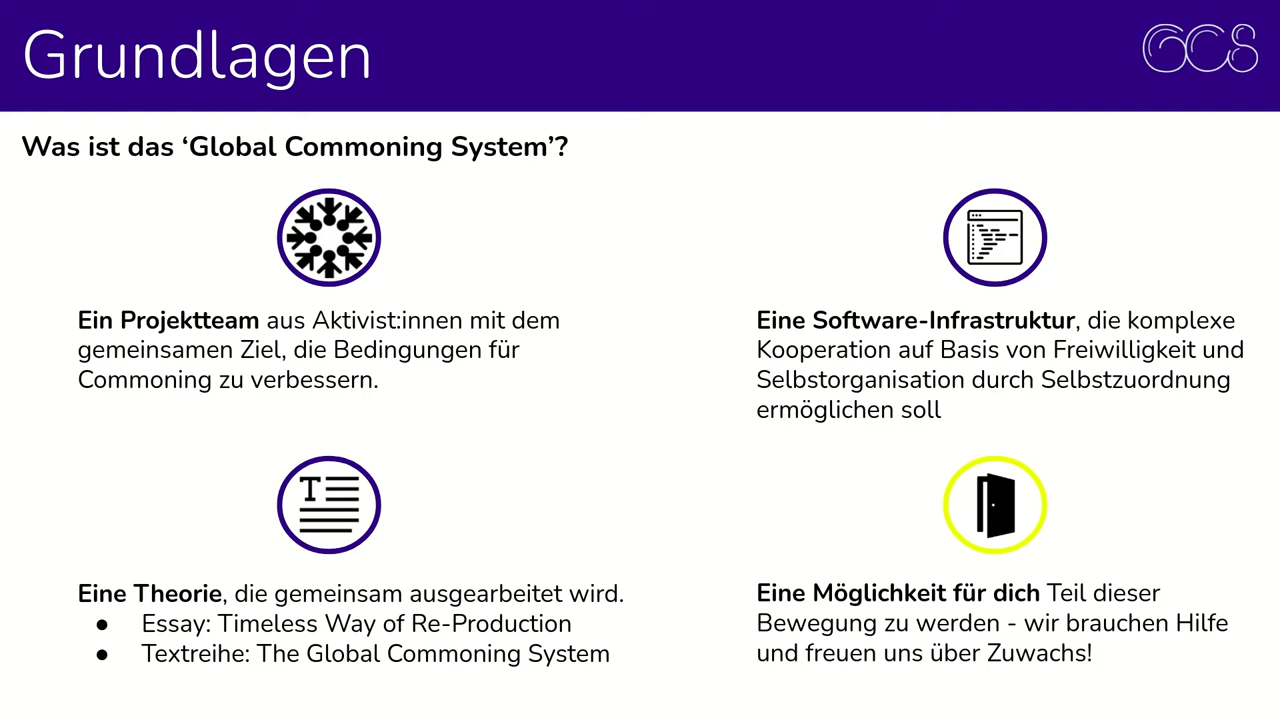 Grundlagen
GCS
Was ist das ‘Global Commoning System’?
Ein Projektteam aus Aktivist:innen mit dem
gemeinsamen Ziel, die Bedingungen für
Commoning zu verbessern.
Eine Software-Infrastruktur, die komplexe
Kooperation auf Basis von Freiwilligkeit und
Selbstorganisation durch Selbstzuordnung
ermöglichen soll
T
Eine Theorie, die gemeinsam ausgearbeitet wird.
● Essay: Timeless Way of Re-Production
● Textreihe: The Global Commoning System
Eine Möglichkeit für dich Teil dieser
Bewegung zu werden - wir brauchen Hilfe
und freuen uns über Zuwachs!